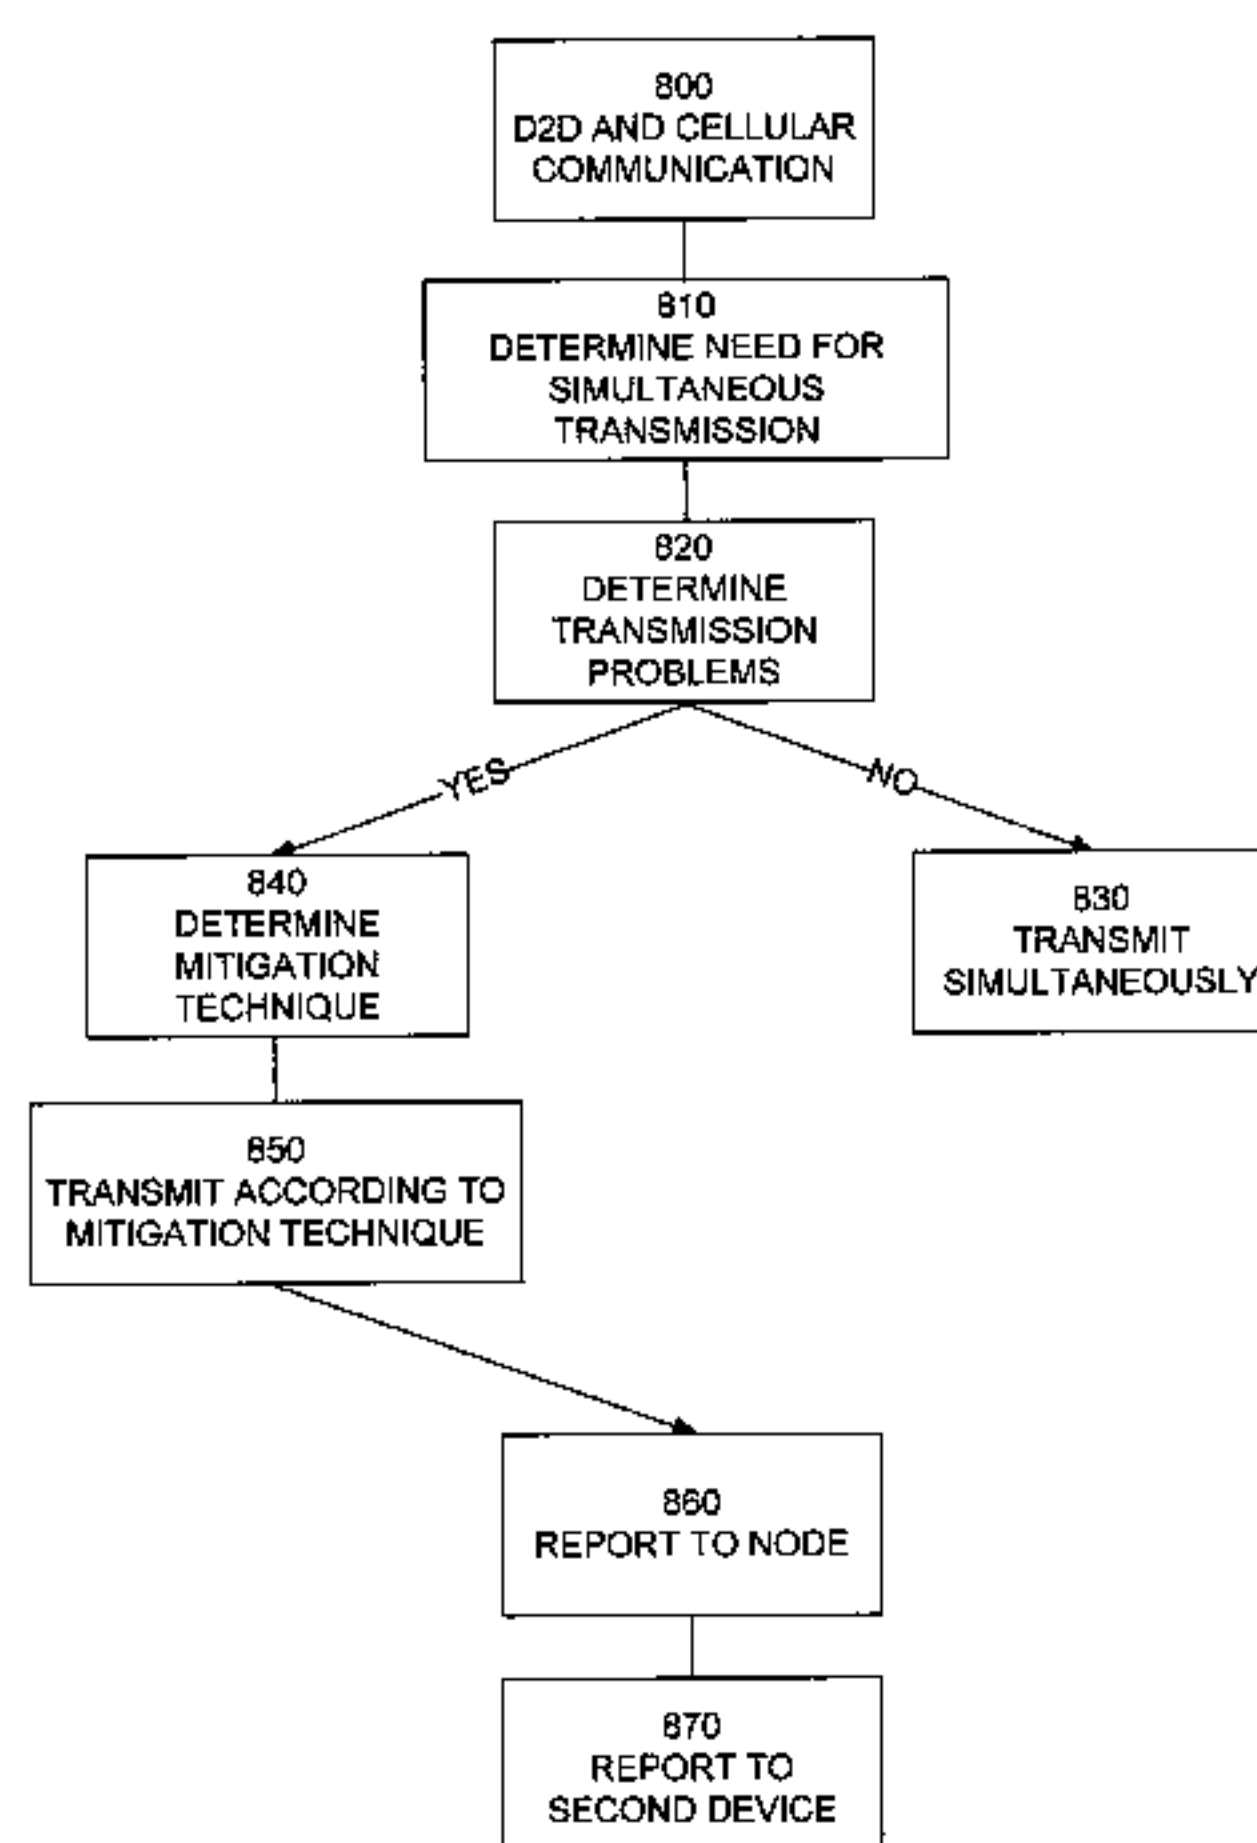 800
D2D AND CELLULAR
COMMUNICATION
810
DETERMINE NEED FOR
SIMULTANEOUS
TRANSMISSION
820
DETERMINE
TRANSMISSION
PROBLEMS
YES
NO
840
DETERMINE
MITIGATION
TECHNIQUE
830
TRANSMIT
SIMULTANEOUSLY
850
TRANSMIT ACCORDING TO
MITIGATION TECHNIQUE
860
REPORT TO NODE
870
REPORT TO
SECOND DEVICE